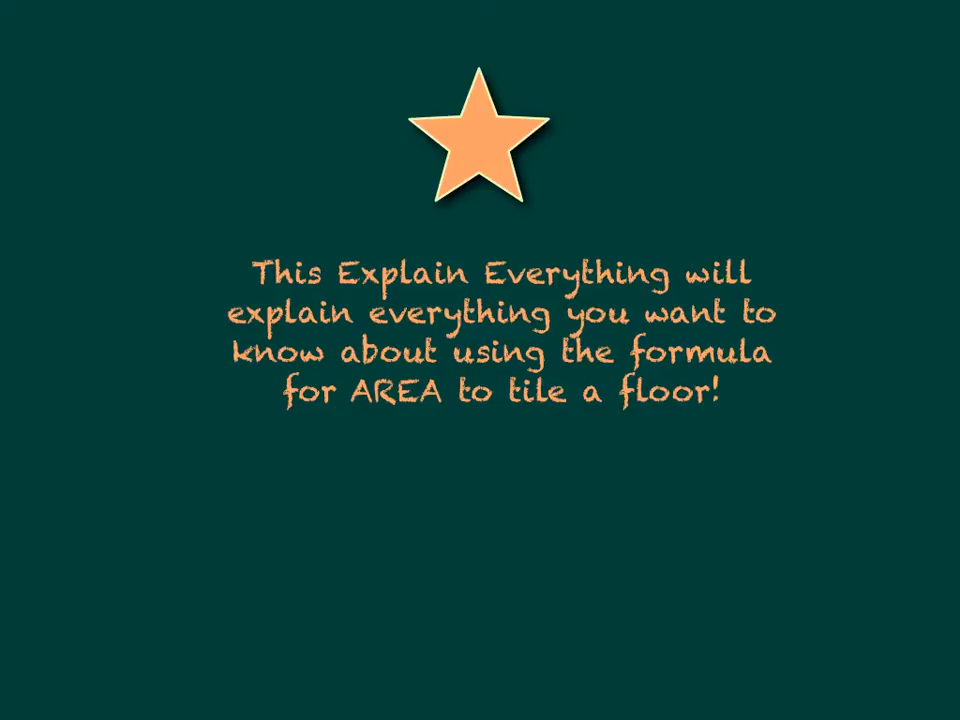 This Explain Everything will
explain everything you want to
know about using the formula
for AREA to tile a floor!